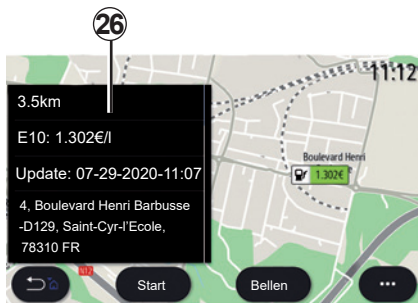 26
11:12
3.5km
E10: 1.302€/l
Update: 07-29-2020-11:07
4, Boulevard Henri Barbusse
-D129, Saint-Cyr-l'Ecole,
78310 FR
Boulevard Henri
1.302€
N12
Start
Bellen